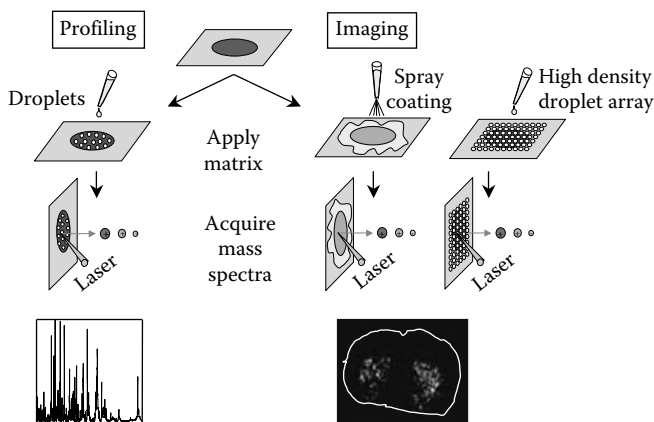 Profiling
Imaging
Droplets
Spray
coating
High density
droplet array
Apply
matrix
Acquire
mass
spectra
Laser
Laser
Laser
+
+
+
+
+
+